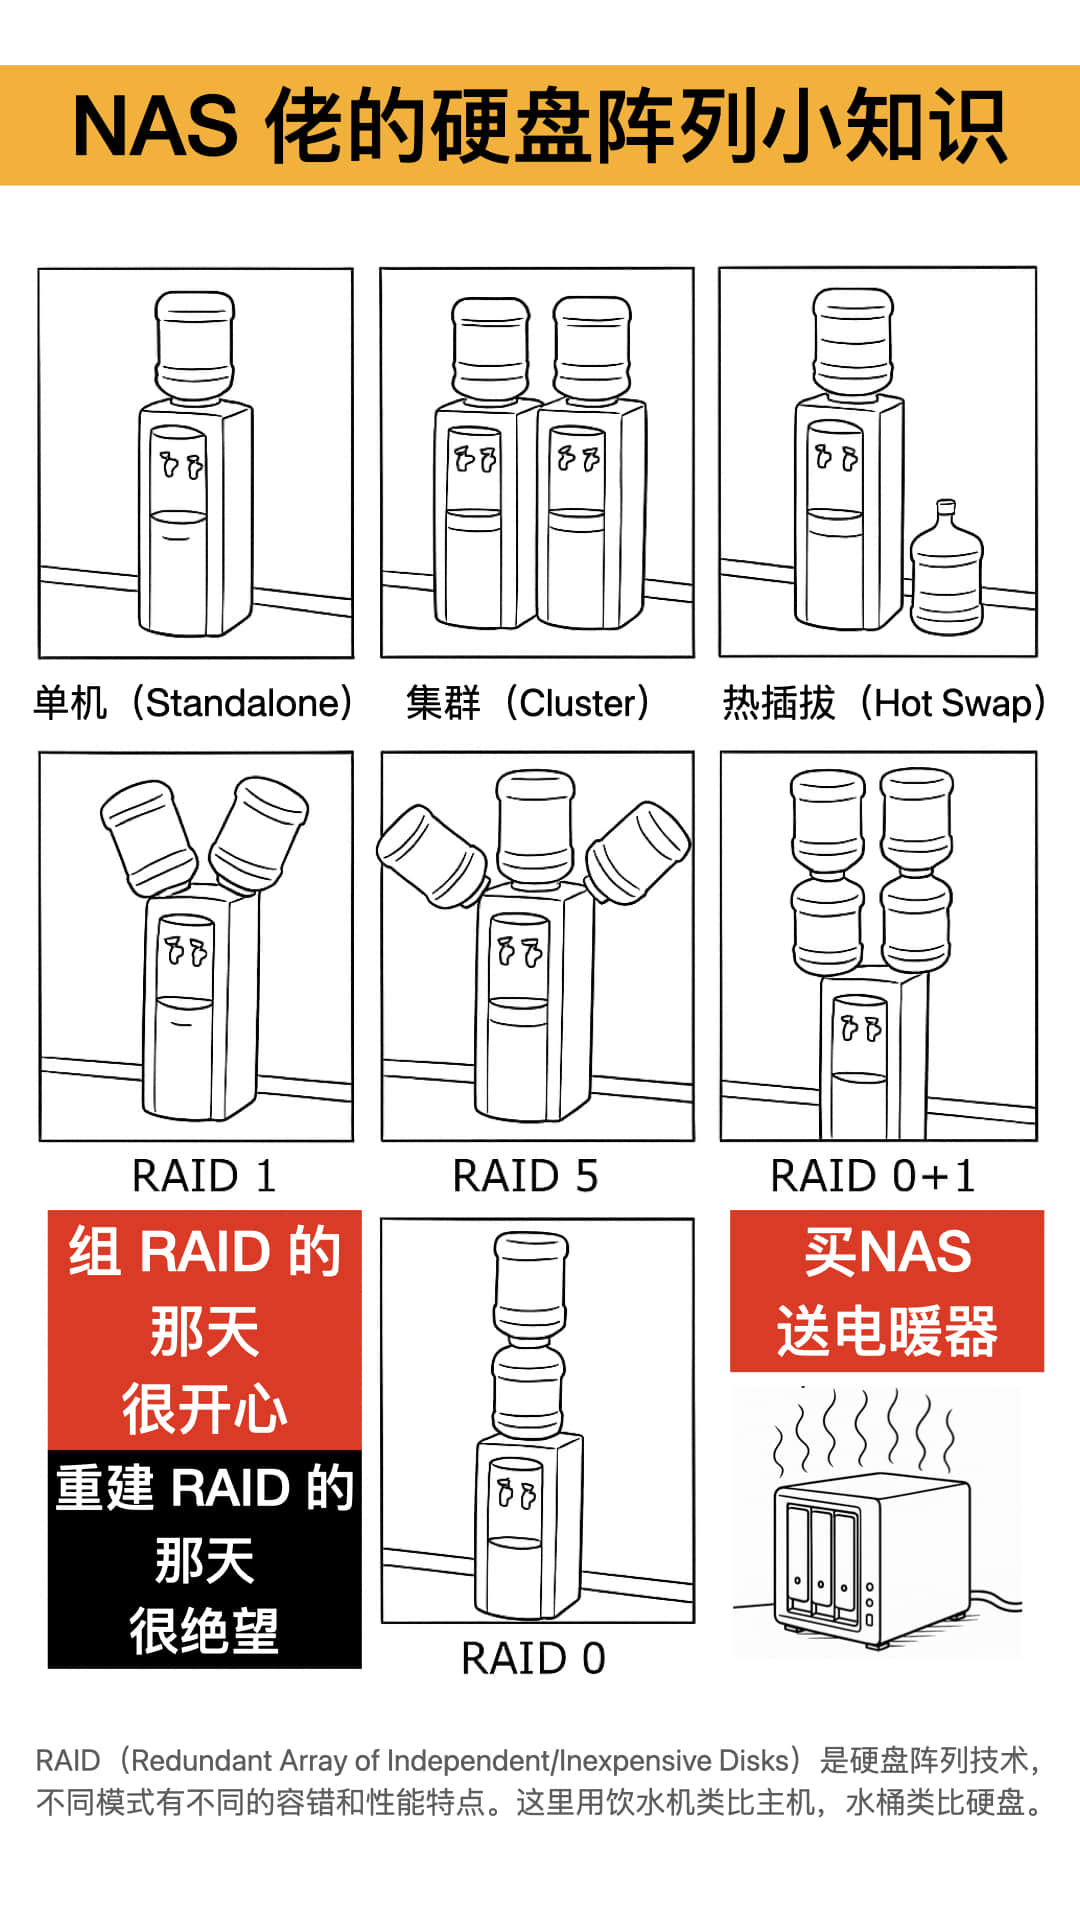 NAS 佬的硬盘阵列小知识
单机（Standalone）
集群（Cluster）
热插拔（Hot Swap）
RAID 1
RAID 5
RAID 0+1
组 RAID 的
那天
很开心
重建 RAID 的
那天
很绝望
RAID 0
买NAS
送电暖器
RAID（Redundant Array of Independent/Inexpensive Disks）是硬盘阵列技术，
不同模式有不同的容错和性能特点。这里用饮水机类比主机，水桶类比硬盘。